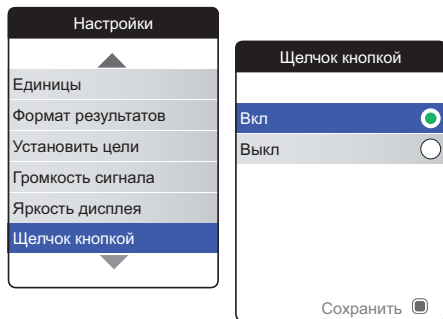 Настройки
Единицы
Формат результатов
Установить цели
Громкость сигнала
Яркость дисплея
Щелчок кнопкой
Щелчок кнопкой
Вкл
Выкл
Сохранить